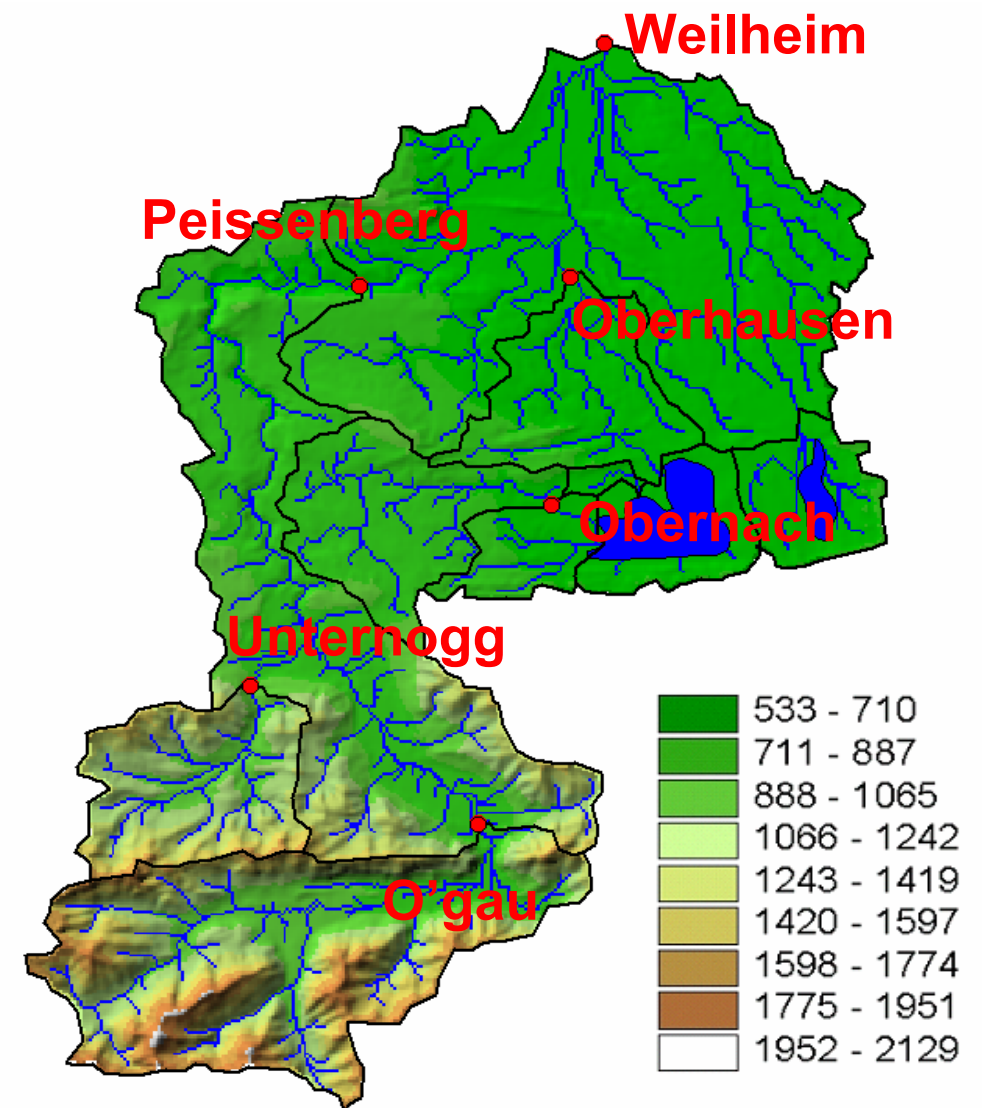 Weilheim
Peissenberg
Oberhausen
Obernach
Unternogg
O'gau
533 - 710
711 - 887
888 - 1065
1066 - 1242
1243 - 1419
1420 - 1597
1598 - 1774
1775 - 1951
1952 - 2129